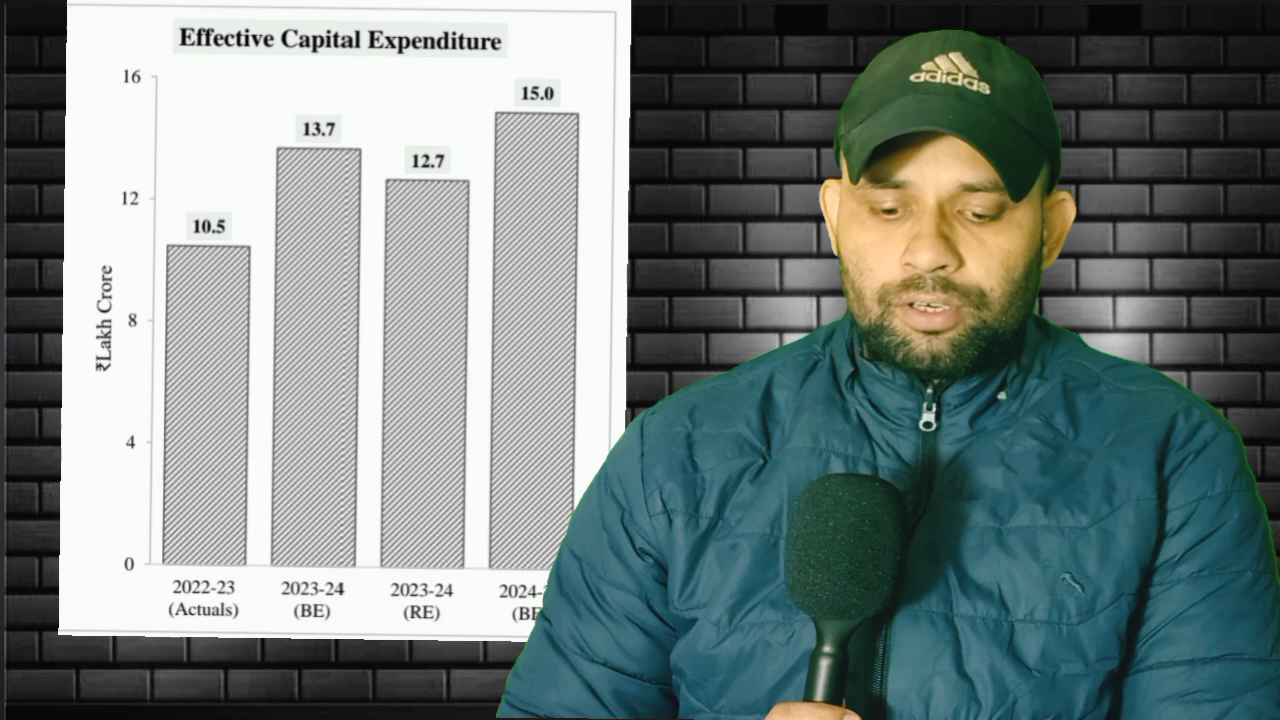 Effective Capital Expenditure
₹Lakh Crore
16
12
8
4
0
10.5
13.7
12.7
15.0
2022-23
(Actuals)
2023-24
(BE)
2023-24
(RE)
adidas